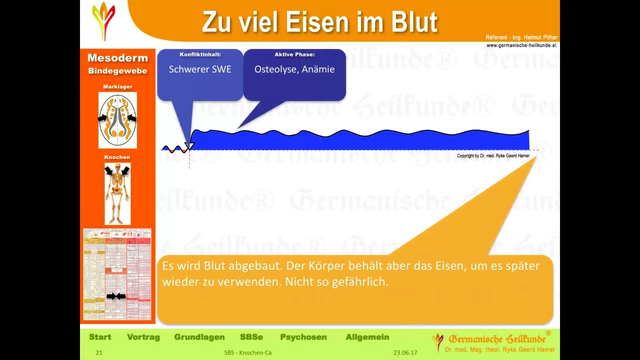 Zu viel Eisen im Blut
Referent - Ing. Helmut Pilhar
www.germanische-heilkunde.at
Mesoderm
Bindegewebe
Marklager
Knochen
Konfliktinhalt:
Schwerer SWE
Aktive Phase:
Osteolyse, Anämie
Germanische Heilkunde®
Copyright by Dr. med. Ryke Geerd Hamer
Es wird Blut abgebaut. Der Körper behält aber das Eisen, um es später
wieder zu verwenden. Nicht so gefährlich.
Start Vortrag Grundlagen SBSe Psychosen Allgemein
21 SBS - Knochen-Ca 23.06.17
Germanische Heilkunde®
Dr. med. Mag. theol. Ryke Geerd Hamer